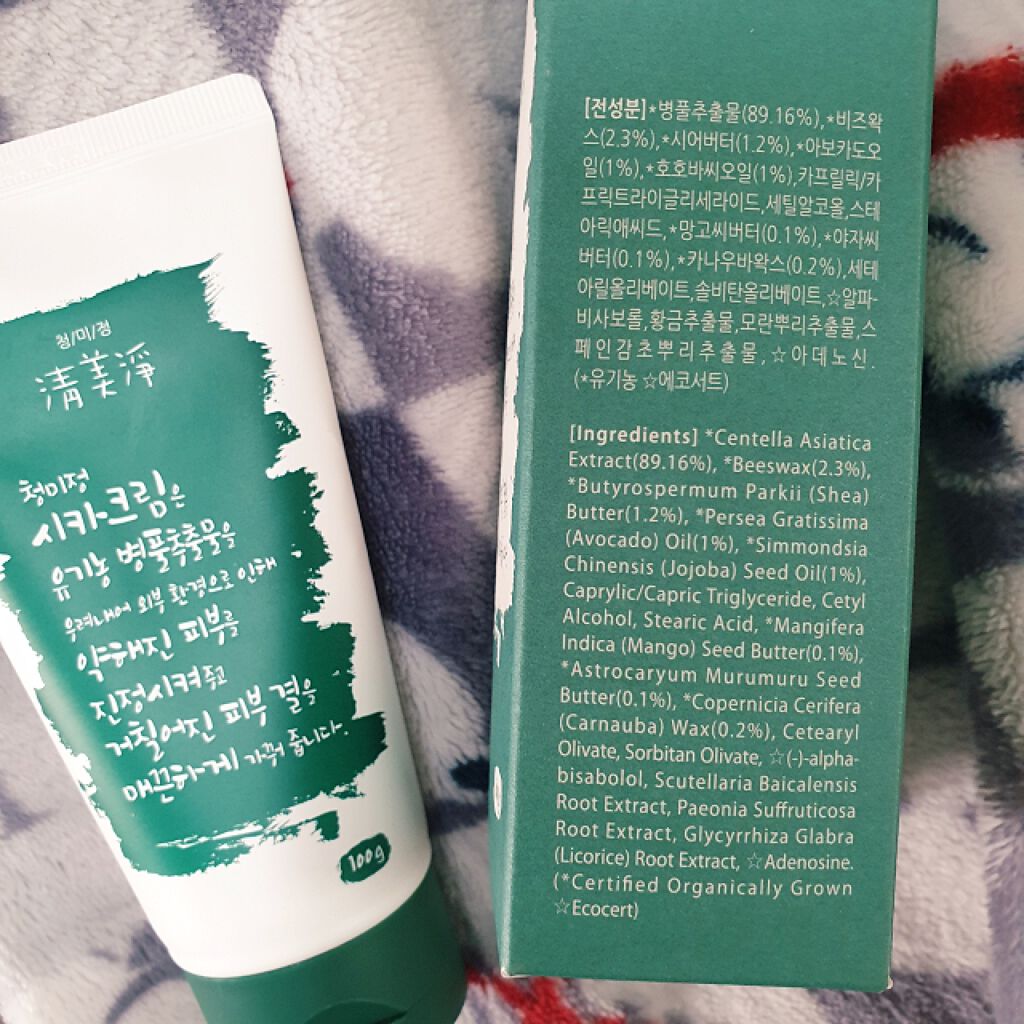 청/미/정
清美淨
청미정
시카크림은
유기농 병풀추출물을
우려내어 외부 환경으로 인해
약해진 피부를
진정시켜주고
거칠어진 피부결을
매끈하게 가꿔 줍니다.
100g
[전성분]*병풀추출물(89.16%),*비즈왁
스(2.3%),*시어버터(1.2%),*아보카도오
일(1%),*호호바씨오일(1%),카프릴릭/카
프릭트라이글리세라이드,세틸알코올,스테
아릭애씨드,*망고씨버터(0.1%),*야자씨
버터(0.1%),*카나우바왁스(0.2%),세테
아릴올리베이트,솔비탄올리베이트,☆알파-
비사보롤,황금추출물,모란뿌리추출물,스
페인감초뿌리추출물,☆아데노신.
(*유기농 ☆에코서트)
[Ingredients] *Centella Asiatica
Extract(89.16%), *Beeswax(2.3%),
*Butyrospermum Parkii (Shea)
Butter(1.2%), *Persea Gratissima
(Avocado) Oil(1%), *Simmondsia
Chinensis (Jojoba) Seed Oil(1%),
Caprylic/Capric Triglyceride, Cetyl
Alcohol, Stearic Acid, *Mangifera
Indica (Mango) Seed Butter(0.1%),
*Astrocaryum Murumuru Seed
Butter(0.1%), *Copernicia Cerifera
(Carnauba) Wax(0.2%), Cetearyl
Olivate, Sorbitan Olivate, ☆(-)-alpha-
bisabolol, Scutellaria Baicalensis
Root Extract, Paeonia Suffruticosa
Root Extract, Glycyrrhiza Glabra
(Licorice) Root Extract, ☆Adenosine.
(*Certified Organically Grown
☆Ecocert)